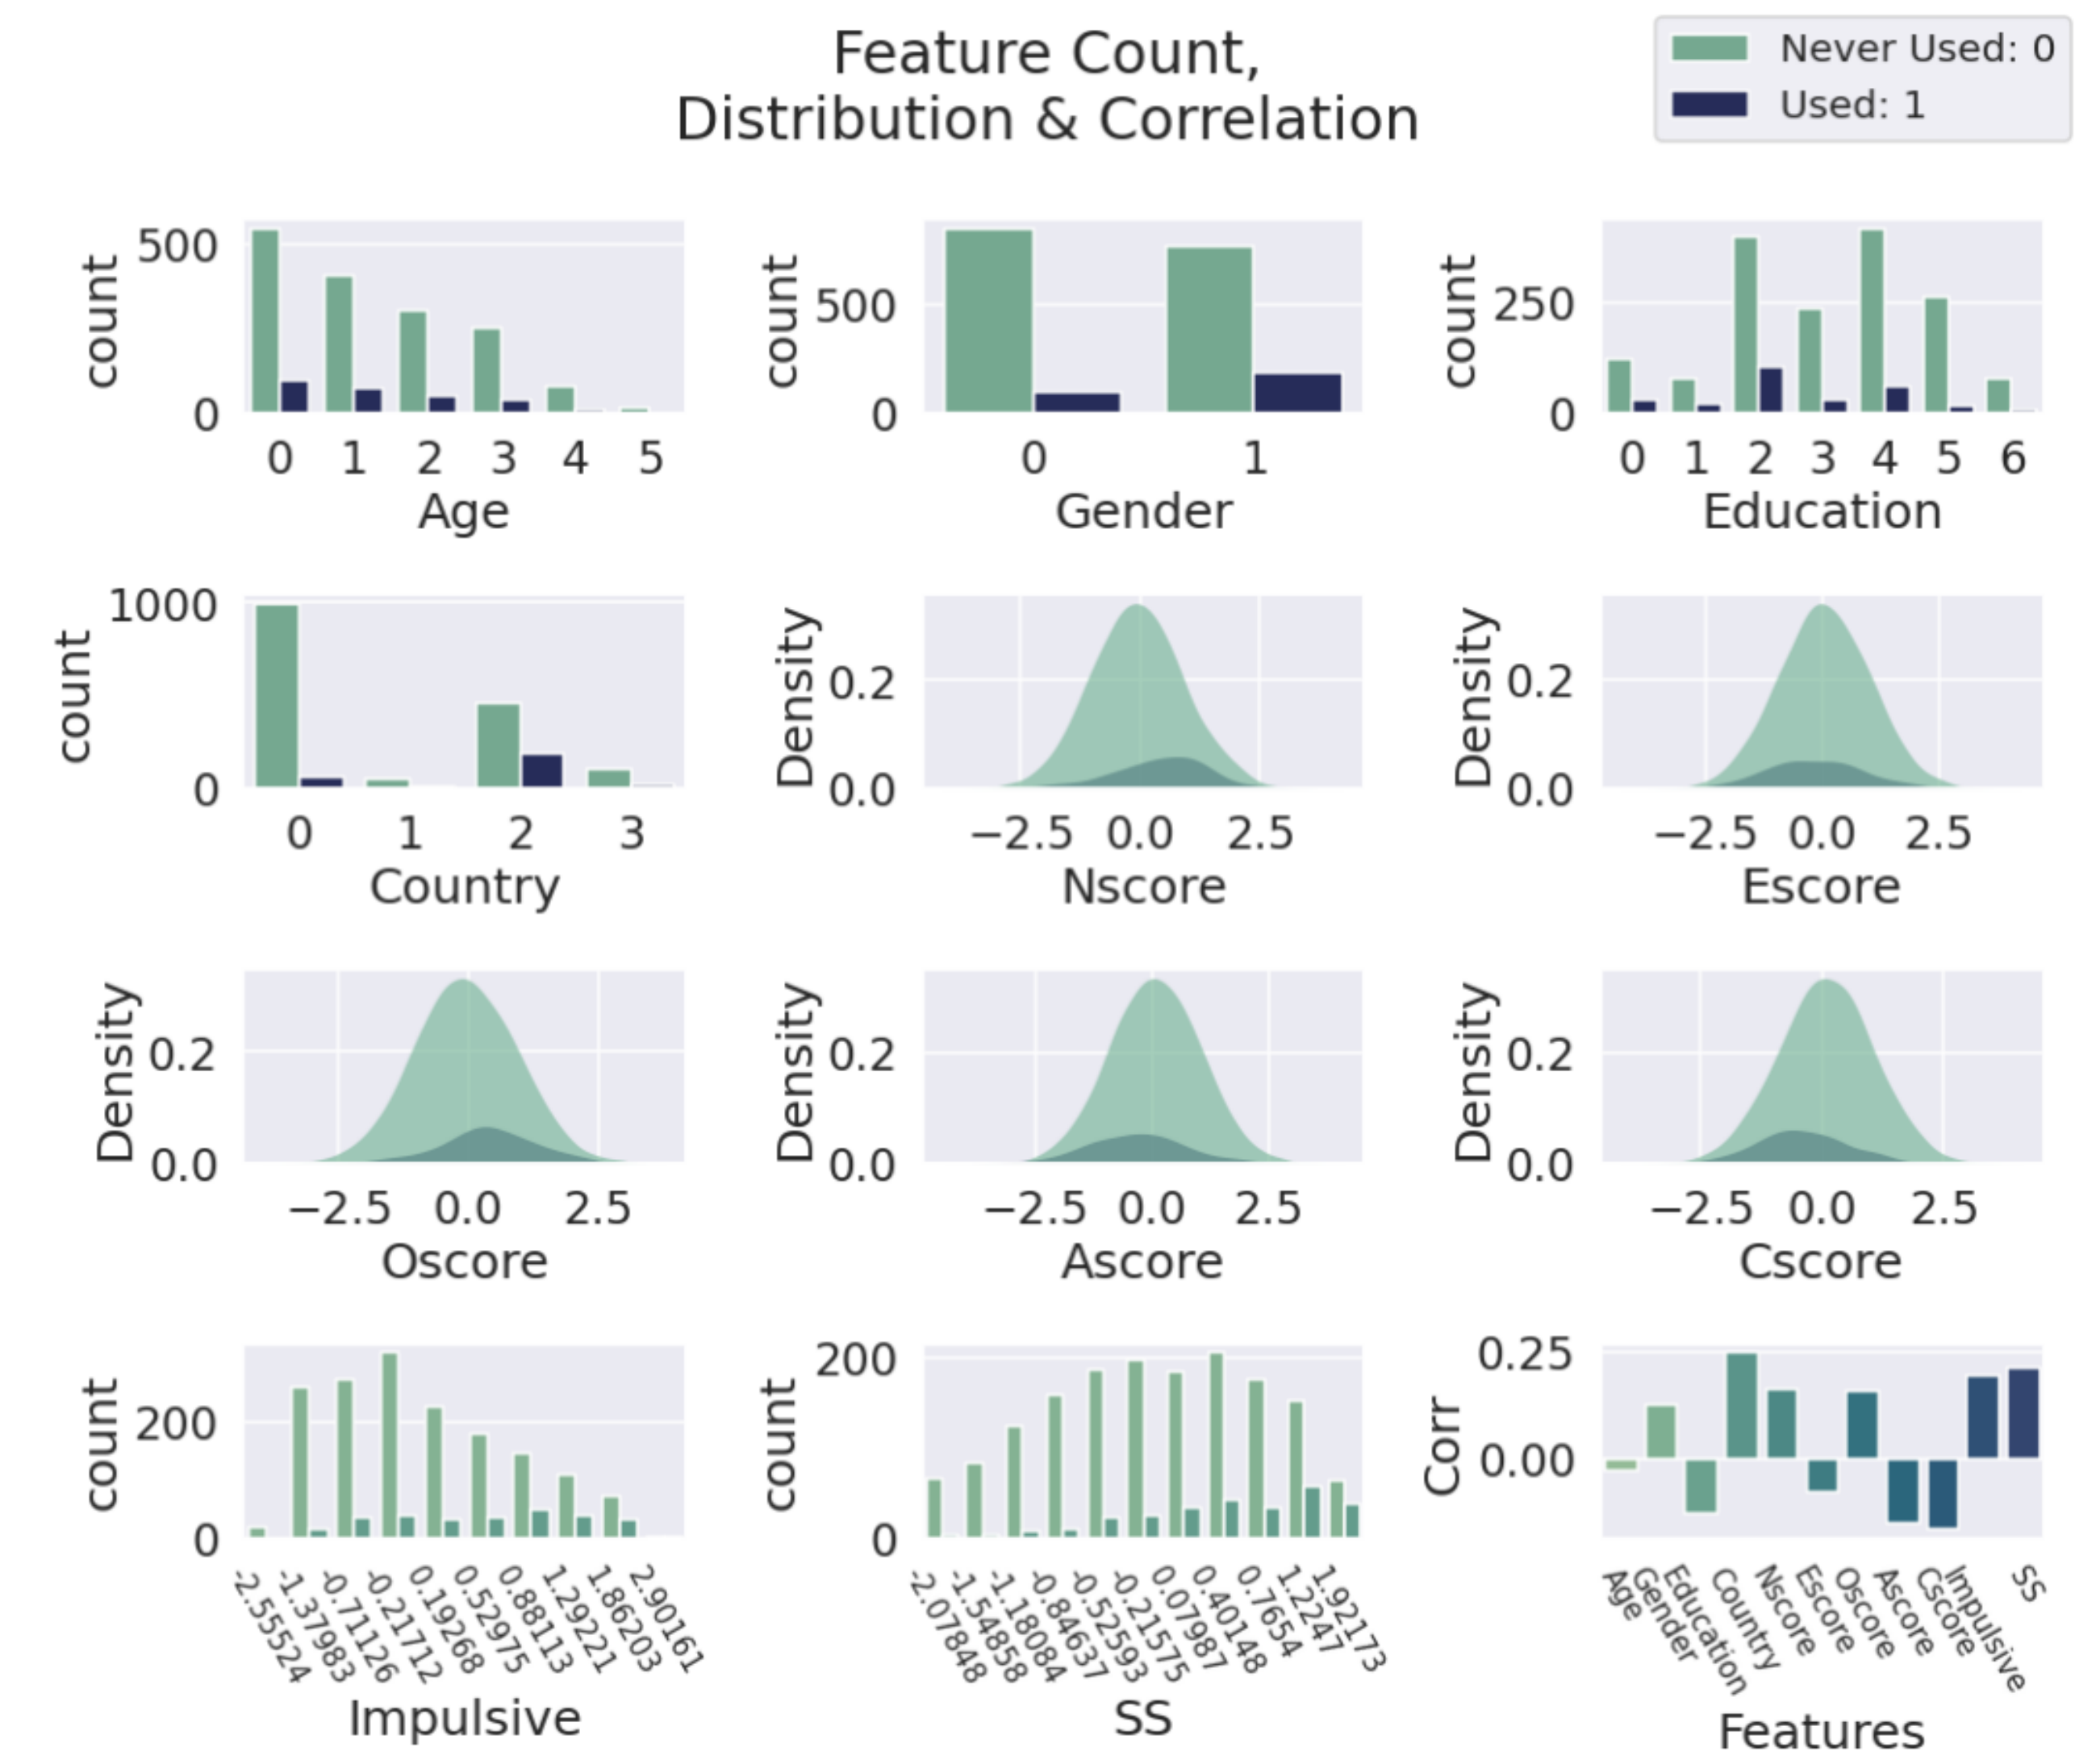 Feature Count,
Distribution & Correlation
Never Used: 0
Used: 1
count
500
0
0 1 2 3 4 5
Age
count
500
0
0 1
Gender
count
250
0
0 1 2 3 4 5 6
Education
count
1000
0
0 1 2 3
Country
Density
0.2
0.0
−2.5 0.0 2.5
Nscore
Density
0.2
0.0
−2.5 0.0 2.5
Escore
Density
0.2
0.0
−2.5 0.0 2.5
Oscore
Density
0.2
0.0
−2.5 0.0 2.5
Ascore
Density
0.2
0.0
−2.5 0.0 2.5
Cscore
count
200
0
-2.55524
-1.37983
-0.71126
-0.21712
0.19268
0.52975
0.88113
1.29221
1.86203
2.90161
Impulsive
count
200
0
-2.07848
-1.54858
-1.18084
-0.84637
-0.52593
-0.21575
0.07987
0.40148
0.7654
1.2247
1.92173
SS
Corr
0.25
0.00
Age
Gender
Education
Country
Nscore
Escore
Oscore
Ascore
Cscore
Impulsive
SS
Features